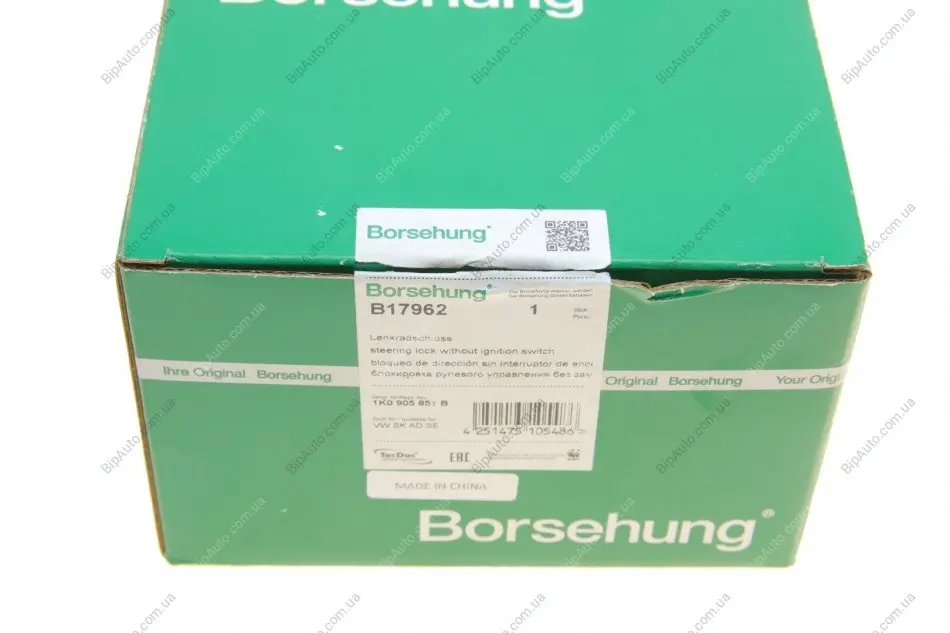 Borsehung
Borsehung
Borsehung
B17962 1 Stck
Lenkradschloss
steering lock without ignition switch
bloqueo de dirección sin interruptor de ence
блокировка рулевого управления без зам
1K0 905 851 B
VW SK AD SE
4 251475 105486
TecDoc EAC
MADE IN CHINA
Ihre Original Borsehung
Original Borsehung Your Orig
Borsehung
BipAuto.com.ua